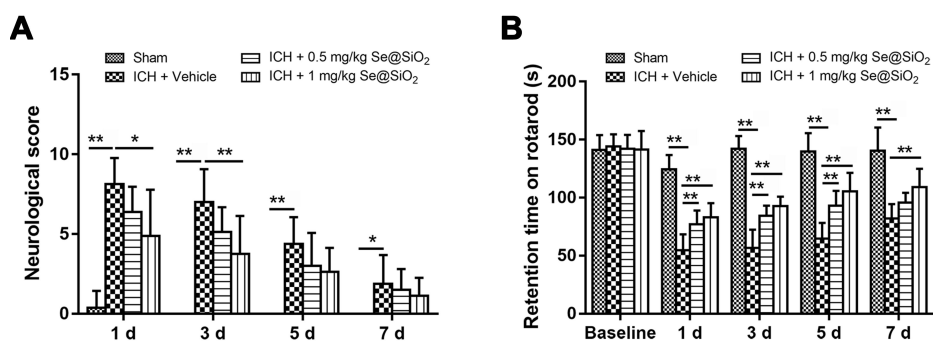 A
Sham
ICH + Vehicle
ICH + 0.5 mg/kg Se@SiO₂
ICH + 1 mg/kg Se@SiO₂
Neurological score
15
10
5
0
** *
** **
**
*
1 d 3 d 5 d 7 d
B
Sham
ICH + Vehicle
ICH + 0.5 mg/kg Se@SiO₂
ICH + 1 mg/kg Se@SiO₂
Retention time on rotarod (s)
200
150
100
50
0
** ** **
** ** **
** ** **
** **
Baseline 1 d 3 d 5 d 7 d